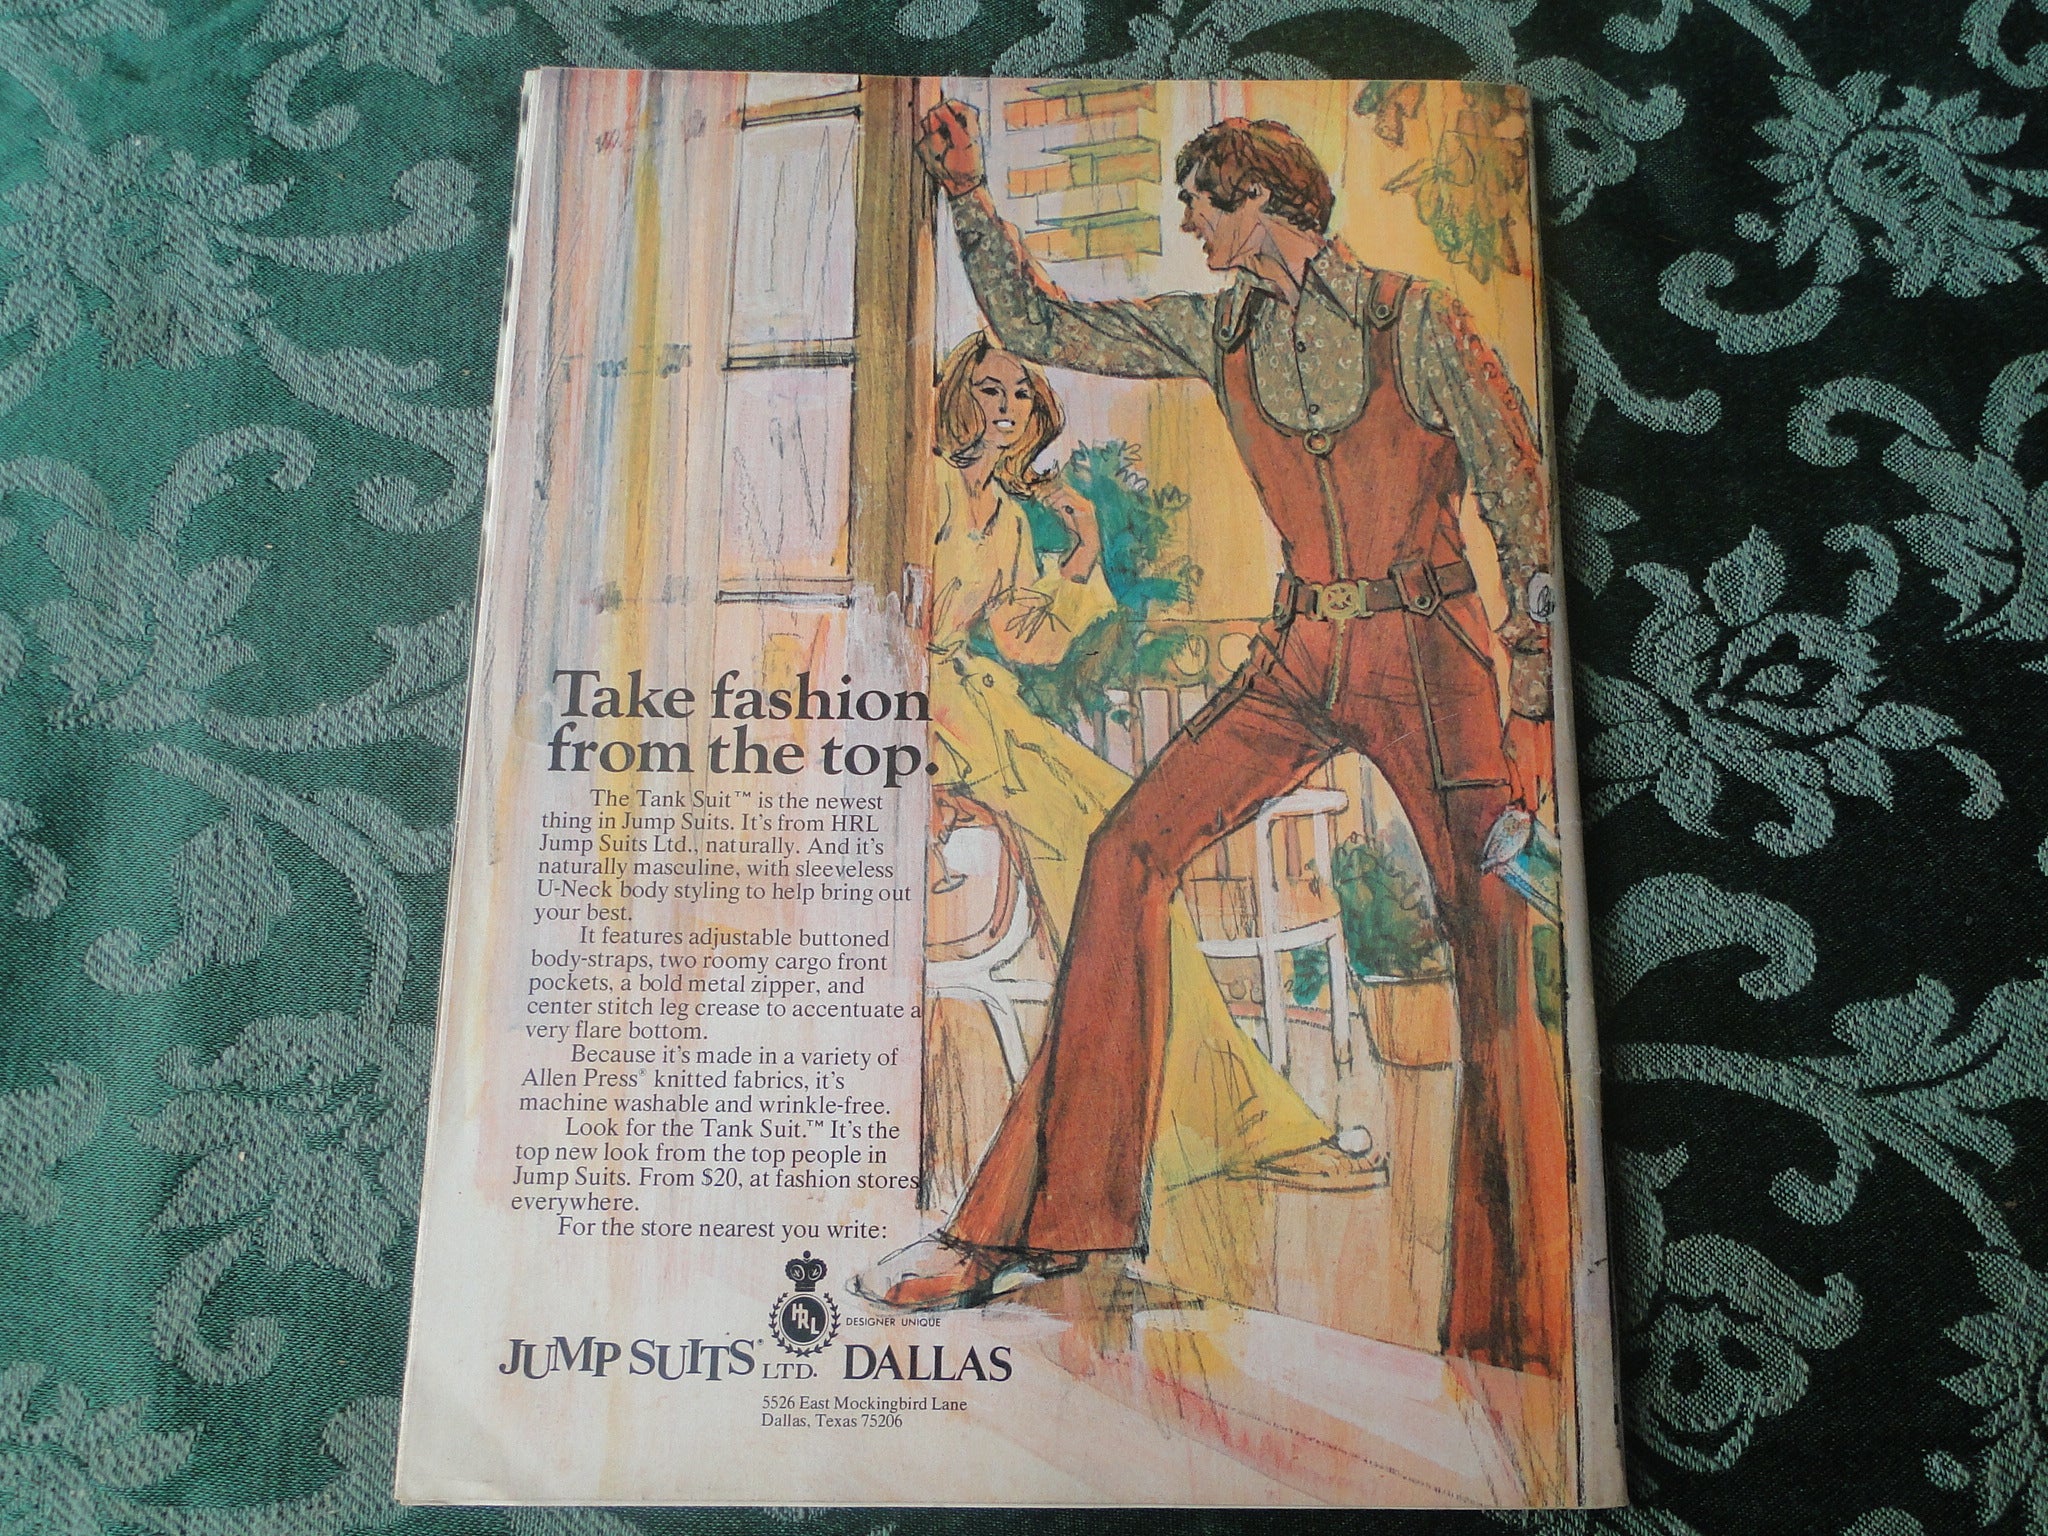 Take fashion
from the top.
The Tank Suit™ is the newest
thing in Jump Suits. It's from HRL
Jump Suits Ltd., naturally. And it's
naturally masculine, with sleeveless
U-Neck body styling to help bring out
your best.
It features adjustable buttoned
body-straps, two roomy cargo front
pockets, a bold metal zipper, and
center stitch leg crease to accentuate a
very flare bottom.
Because it's made in a variety of
Allen Press® knitted fabrics, it's
machine washable and wrinkle-free.
Look for the Tank Suit.™ It's the
top new look from the top people in
Jump Suits. From $20, at fashion stores
everywhere.
For the store nearest you write:
HRL
DESIGNER UNIQUE
JUMP SUITS® LTD. DALLAS
5526 East Mockingbird Lane
Dallas, Texas 75206